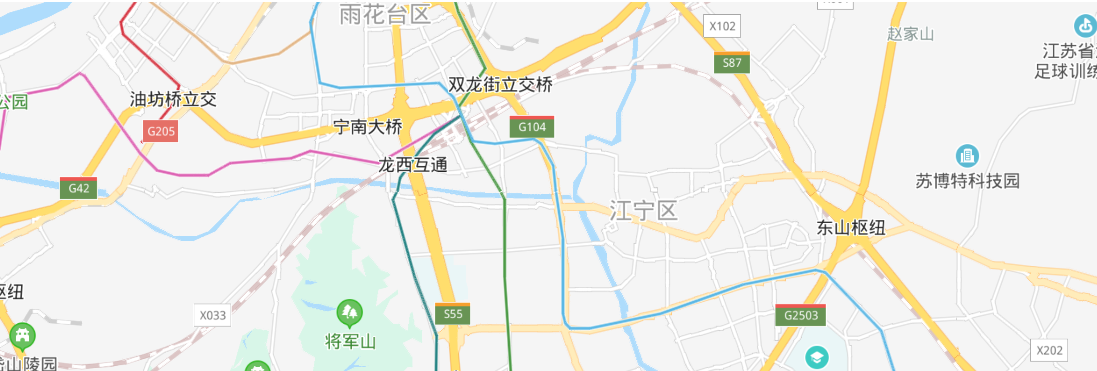 雨花台区
X102
赵家山
江苏省
足球训练
S87
双龙街立交桥
油坊桥立交
公园
G205
宁南大桥
G104
龙西互通
苏博特科技园
G42
江宁区
东山枢纽
枢纽
X033
S55
G2503
将军山
X202
山陵园